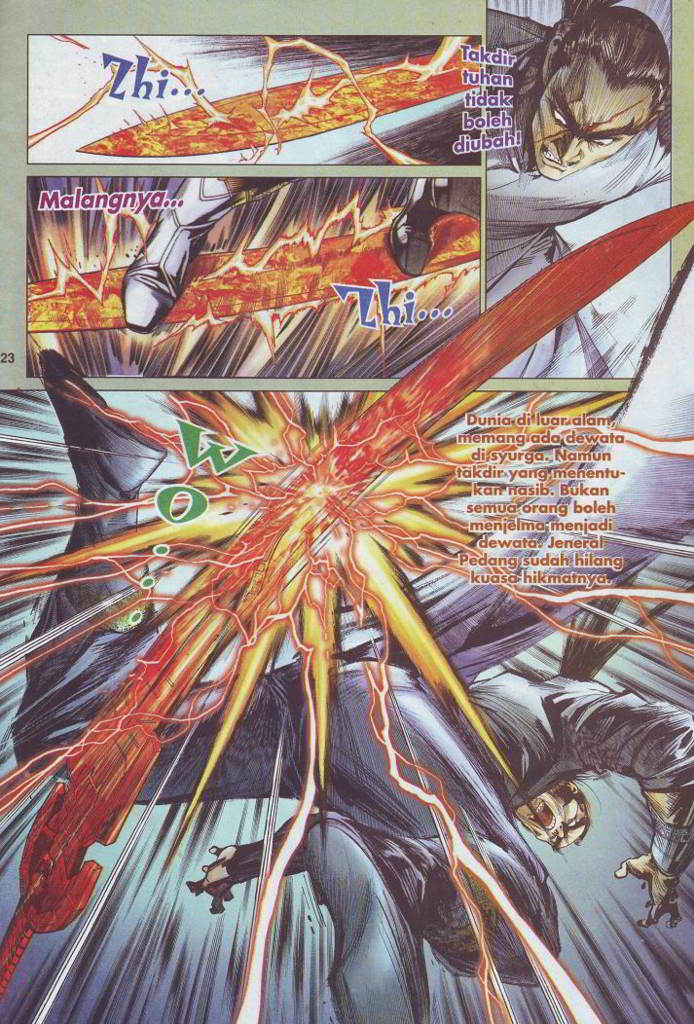 Zhi...
Takdir
tuhan
tidak
boleh
diubah!
Malangnya...
Zhi...
23
WO...
Dunia di luar alam,
memang ada dewata
di syurga. Namun
takdir yang menentu-
kan nasib. Bukan
semua orang boleh
menjelma menjadi
dewata. Jeneral
Pedang sudah hilang
kuasa hikmatnya.